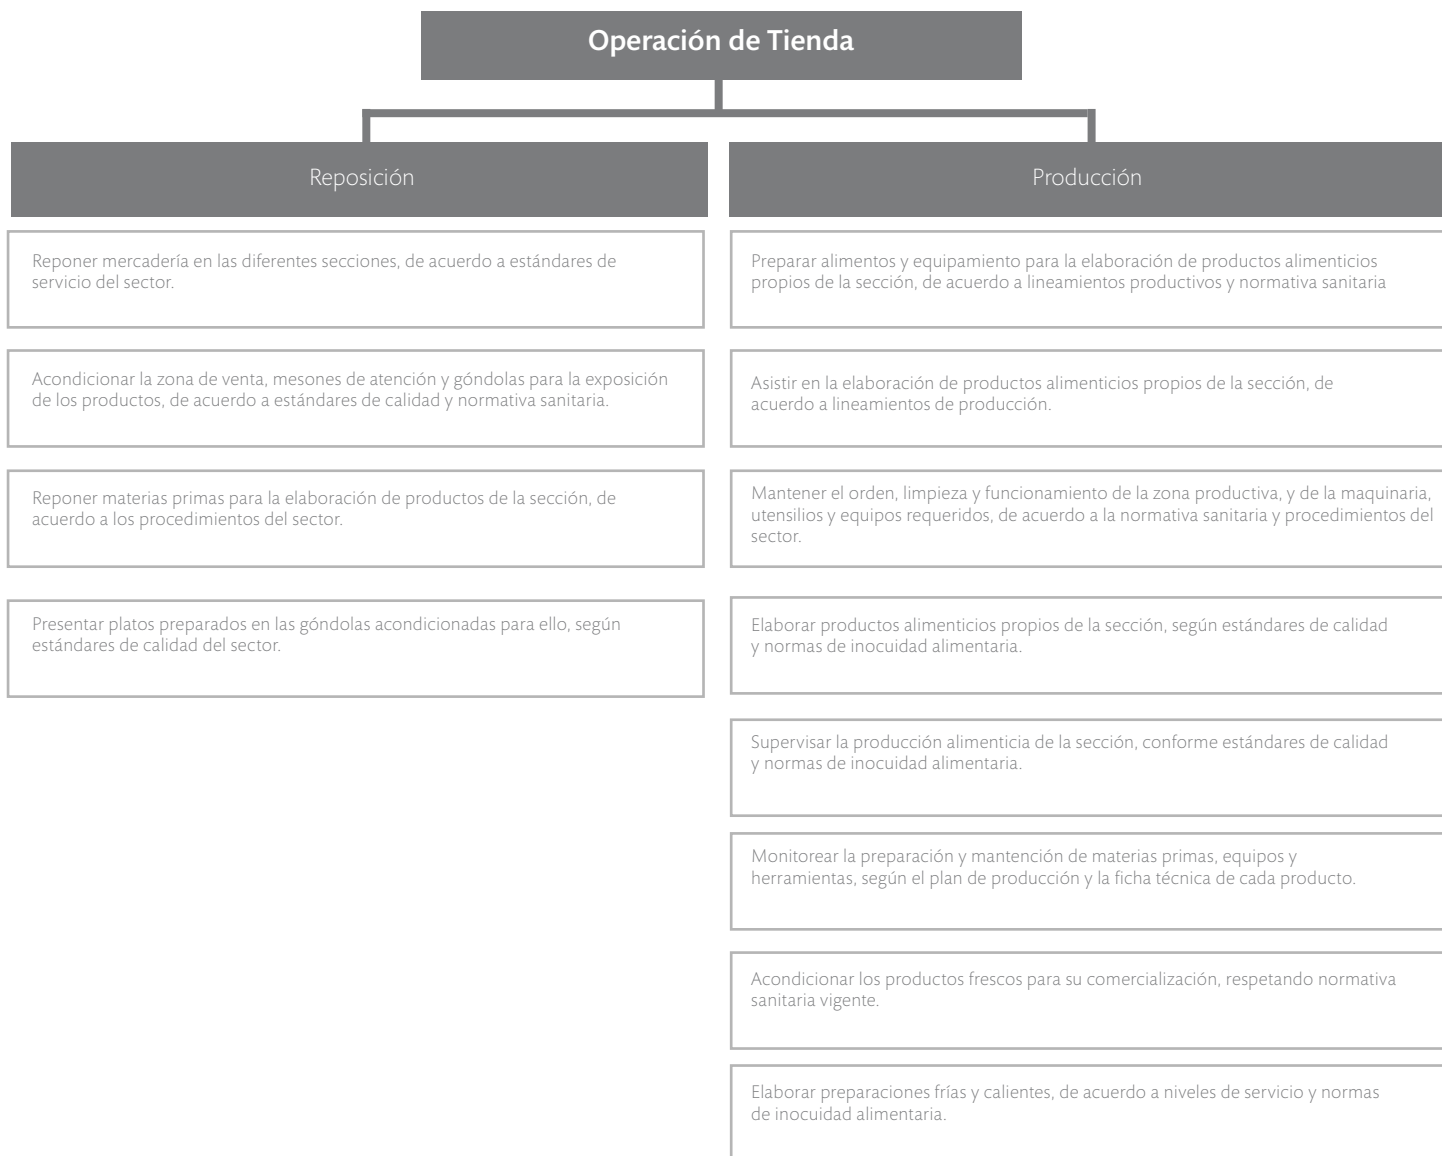 Operación de Tienda
Reposición
Reponer mercadería en las diferentes secciones, de acuerdo a estándares de
servicio del sector.
Acondicionar la zona de venta, mesones de atención y góndolas para la exposición
de los productos, de acuerdo a estándares de calidad y normativa sanitaria.
Reponer materias primas para la elaboración de productos de la sección, de
acuerdo a los procedimientos del sector.
Presentar platos preparados en las góndolas acondicionadas para ello, según
estándares de calidad del sector.
Producción
Preparar alimentos y equipamiento para la elaboración de productos alimenticios
propios de la sección, de acuerdo a lineamientos productivos y normativa sanitaria
Asistir en la elaboración de productos alimenticios propios de la sección, de
acuerdo a lineamientos de producción.
Mantener el orden, limpieza y funcionamiento de la zona productiva, y de la maquinaria,
utensilios y equipos requeridos, de acuerdo a la normativa sanitaria y procedimientos del
sector.
Elaborar productos alimenticios propios de la sección, según estándares de calidad
y normas de inocuidad alimentaria.
Supervisar la producción alimenticia de la sección, conforme estándares de calidad
y normas de inocuidad alimentaria.
Monitorear la preparación y mantención de materias primas, equipos y
herramientas, según el plan de producción y la ficha técnica de cada producto.
Acondicionar los productos frescos para su comercialización, respetando normativa
sanitaria vigente.
Elaborar preparaciones frías y calientes, de acuerdo a niveles de servicio y normas
de inocuidad alimentaria.